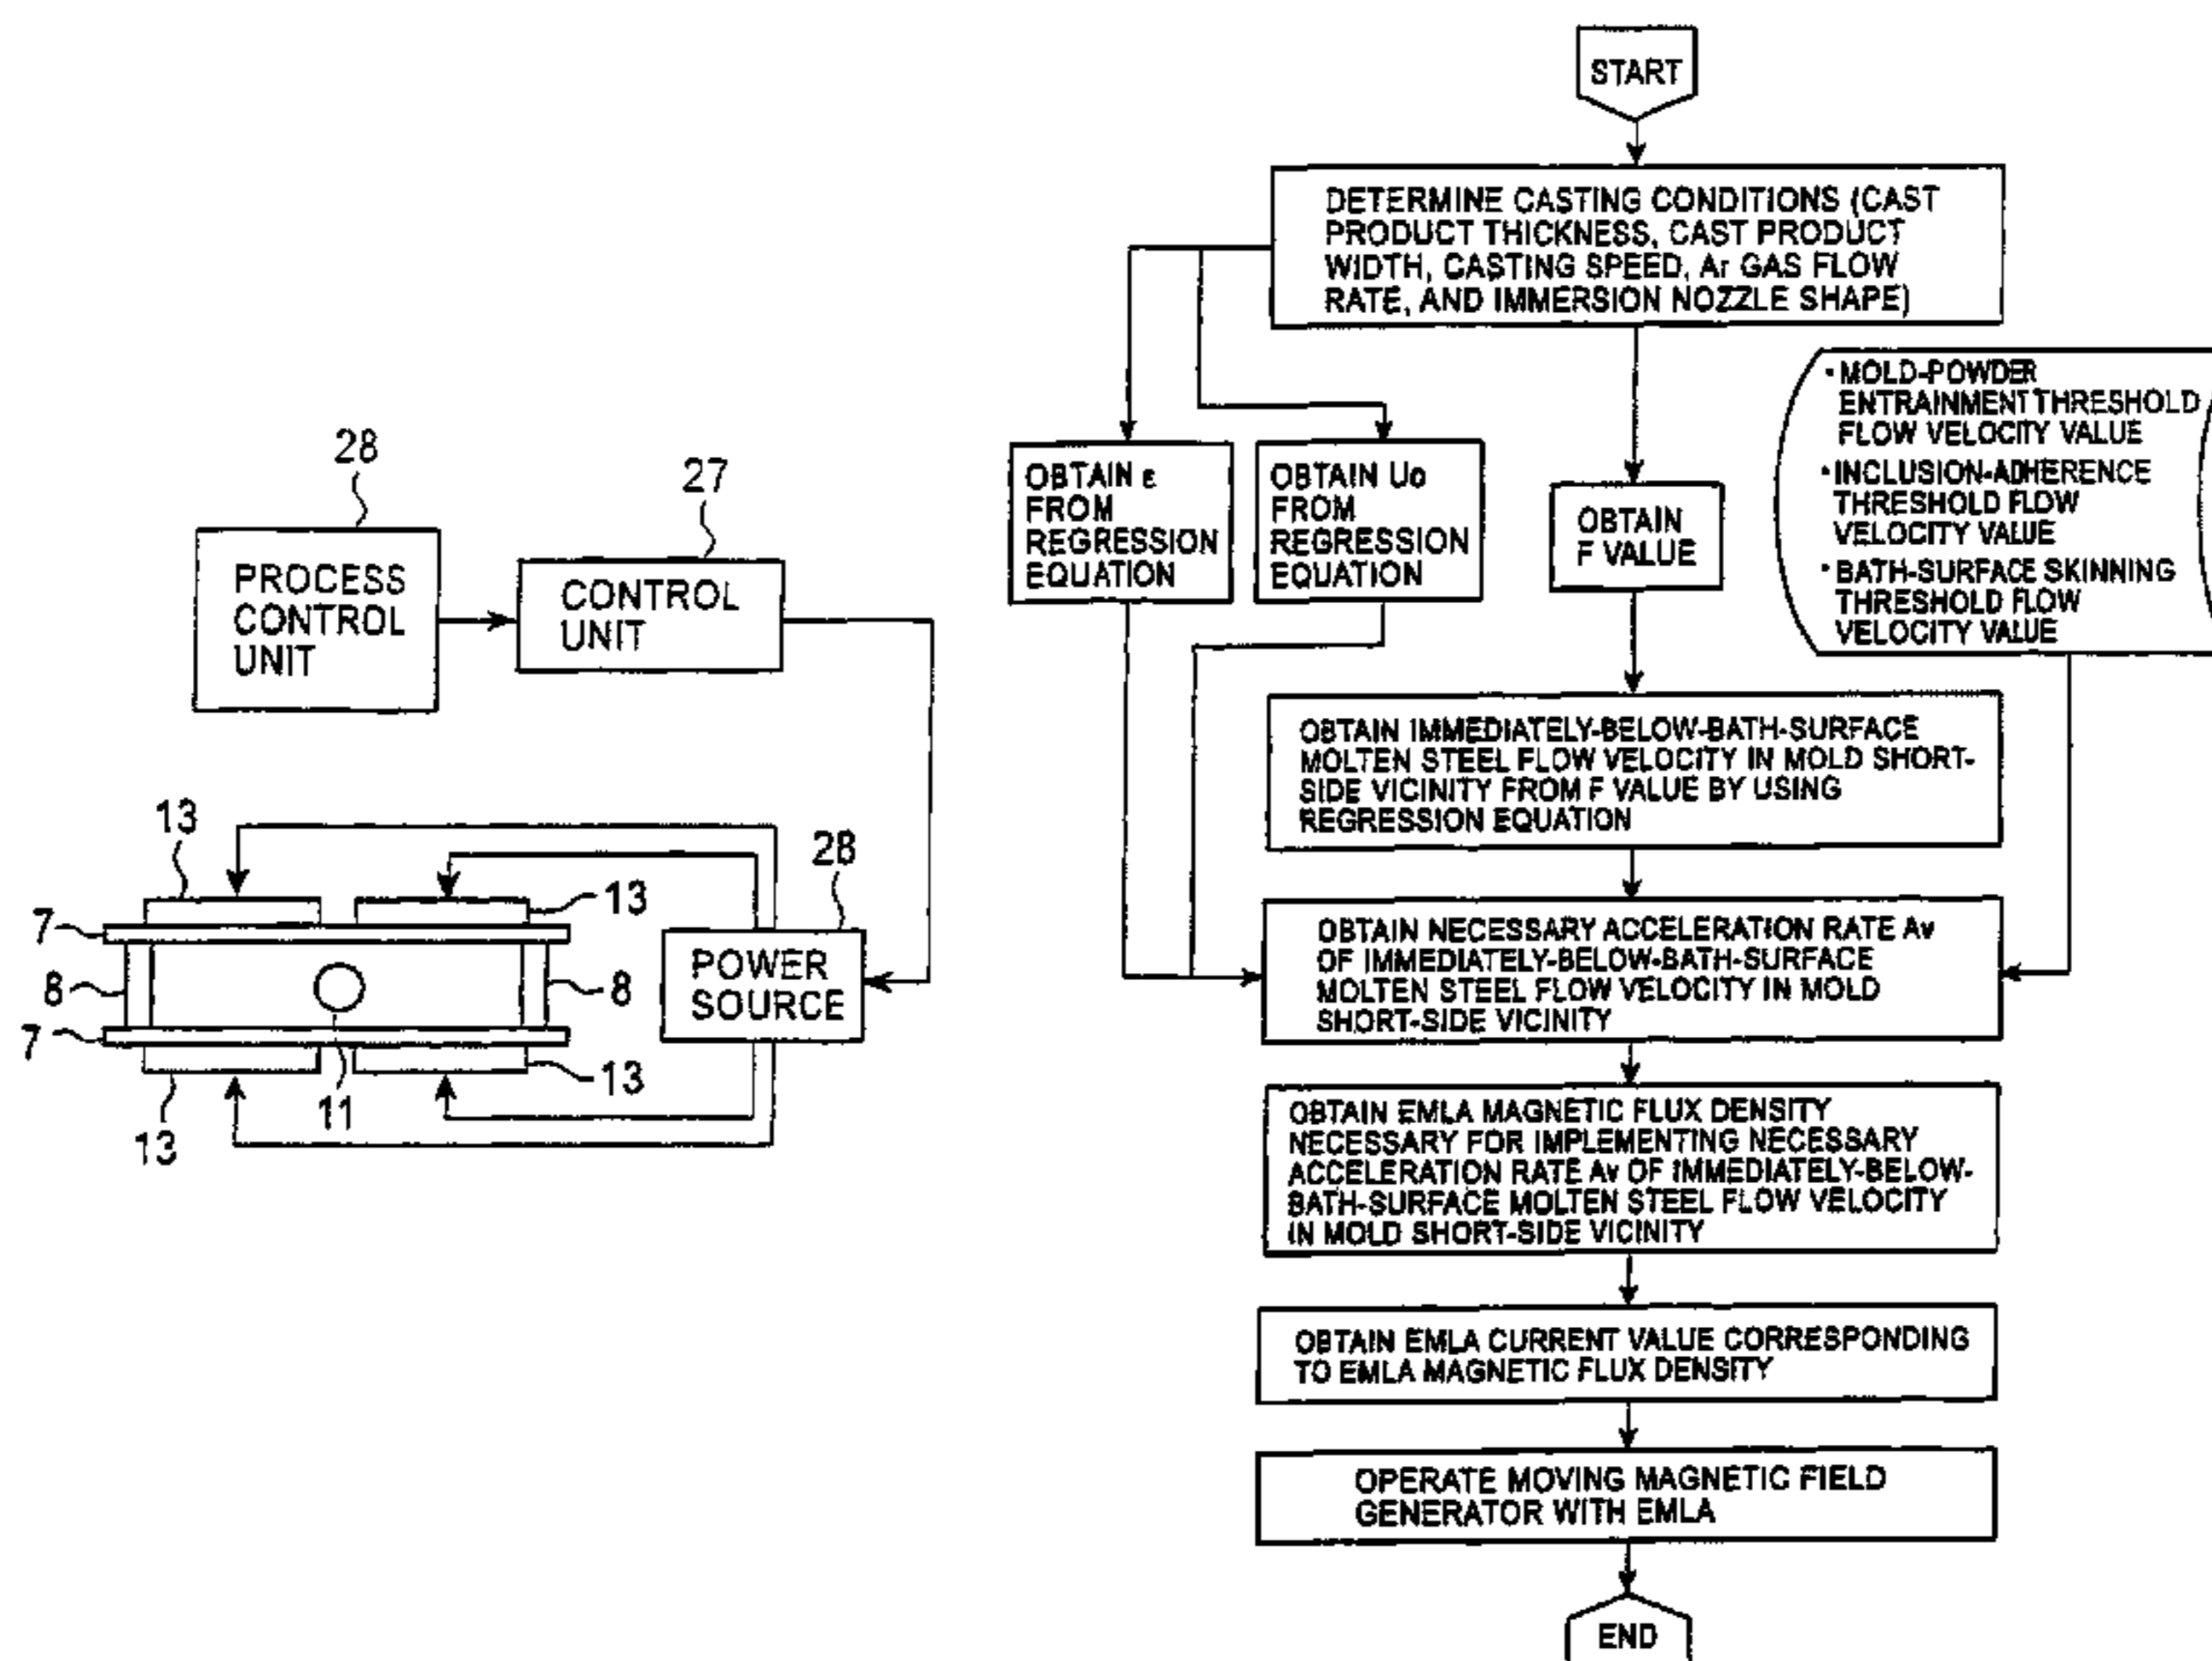 28
27
PROCESS
CONTROL
UNIT
CONTROL
UNIT
13
28
13
7
POWER
SOURCE
8
8
7
13
11
13
START
DETERMINE CASTING CONDITIONS (CAST
PRODUCT THICKNESS, CAST PRODUCT
WIDTH, CASTING SPEED, Ar GAS FLOW
RATE, AND IMMERSION NOZZLE SHAPE)
• MOLD-POWDER
ENTRAINMENT THRESHOLD
FLOW VELOCITY VALUE
• INCLUSION-ADHERENCE
THRESHOLD FLOW
VELOCITY VALUE
• BATH-SURFACE SKINNING
THRESHOLD FLOW
VELOCITY VALUE
OBTAIN ε
FROM
REGRESSION
EQUATION
OBTAIN U0
FROM
REGRESSION
EQUATION
OBTAIN
F VALUE
OBTAIN IMMEDIATELY-BELOW-BATH-SURFACE
MOLTEN STEEL FLOW VELOCITY IN MOLD SHORT-
SIDE VICINITY FROM F VALUE BY USING
REGRESSION EQUATION
OBTAIN NECESSARY ACCELERATION RATE Av
OF IMMEDIATELY-BELOW-BATH-SURFACE
MOLTEN STEEL FLOW VELOCITY IN MOLD
SHORT-SIDE VICINITY
OBTAIN EMLA MAGNETIC FLUX DENSITY
NECESSARY FOR IMPLEMENTING NECESSARY
ACCELERATION RATE Av OF IMMEDIATELY-BELOW-
BATH-SURFACE MOLTEN STEEL FLOW VELOCITY
IN MOLD SHORT-SIDE VICINITY
OBTAIN EMLA CURRENT VALUE CORRESPONDING
TO EMLA MAGNETIC FLUX DENSITY
OPERATE MOVING MAGNETIC FIELD
GENERATOR WITH EMLA
END